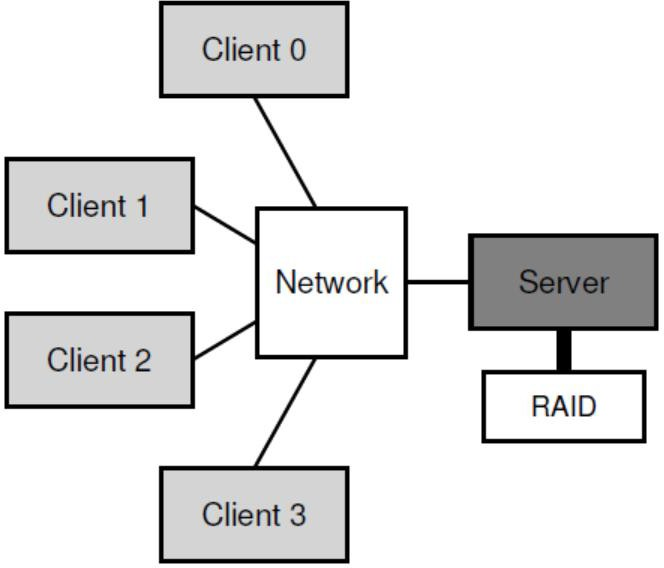 Client 0
Client 1
Network
Server
Client 2
RAID
Client 3